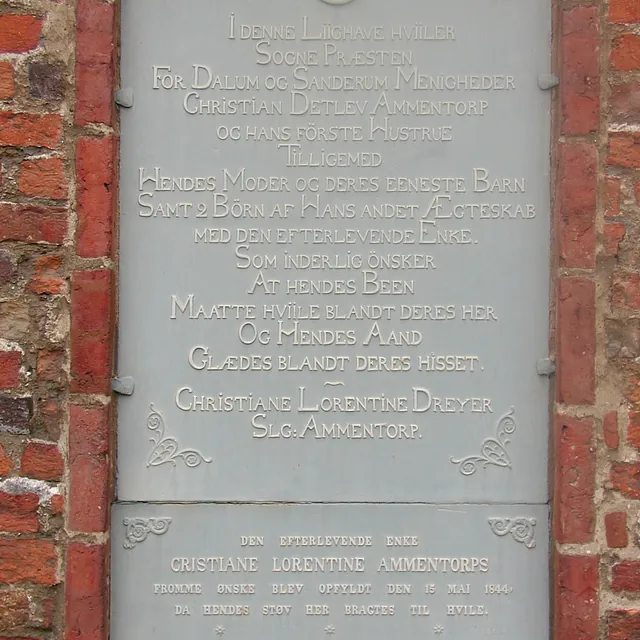 I DENNE LIIGHAVE HVIILER
SOGNE PRÆSTEN
FÖR DALUM OG SANDERUM MENIGHEDER
CHRISTIAN DETLEV AMMENTORP
OG HANS FÖRSTE HUSTRUE
TILLIGEMED
HENDES MODER OG DERES EENESTE BARN
SAMT 2 BÖRN AF HANS ANDET ÆGTESKAB
MED DEN EFTERLEVENDE ENKE.
SOM INDERLIG ÖNSKER
AT HENDES BEEN
MAATTE HVIILE BLANDT DERES HER
OG HENDES AAND
GLÆDES BLANDT DERES HISSET.
CHRISTIANE LORENTINE DREYER
SLG: AMMENTORP.
DEN EFTERLEVENDE ENKE
CRISTIANE LORENTINE AMMENTORPS
FROMME ØNSKE BLEV OPFYLDT DEN 15 MAI 1844,
DA HENDES STØV HER BRAGTES TIL HVILE.